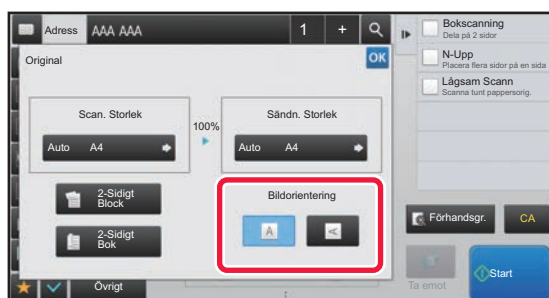 Adress AAA AAA 1 +
Original
OK
Scan. Storlek
Auto A4
100%
Sändn. Storlek
Auto A4
2-Sidigt
Block
2-Sidigt
Bok
Bildorientering
A
A
Övrigt
Bokscanning
Dela på 2 sidor
N-Upp
Placera flera sidor på en sida
Lågsam Scann
Scanna tunt pappersorig.
Förhandsgr.
CA
Ta emot
Start